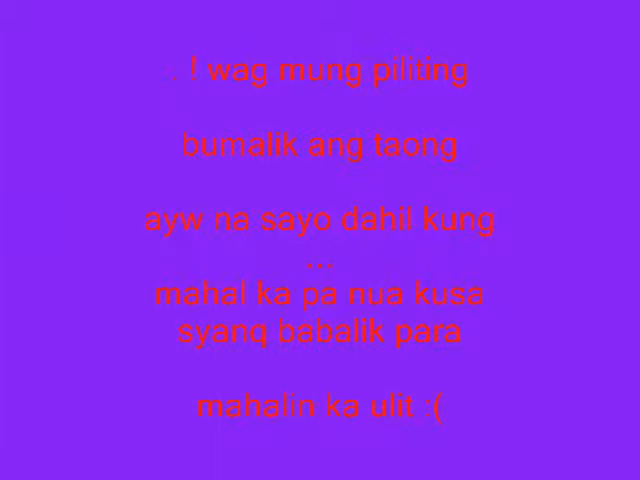 . ! wag mung piliting
bumalik ang taong
ayw na sayo dahil kung
...
mahal ka pa nua kusa
syanq babalik para
mahalin ka ulit :(